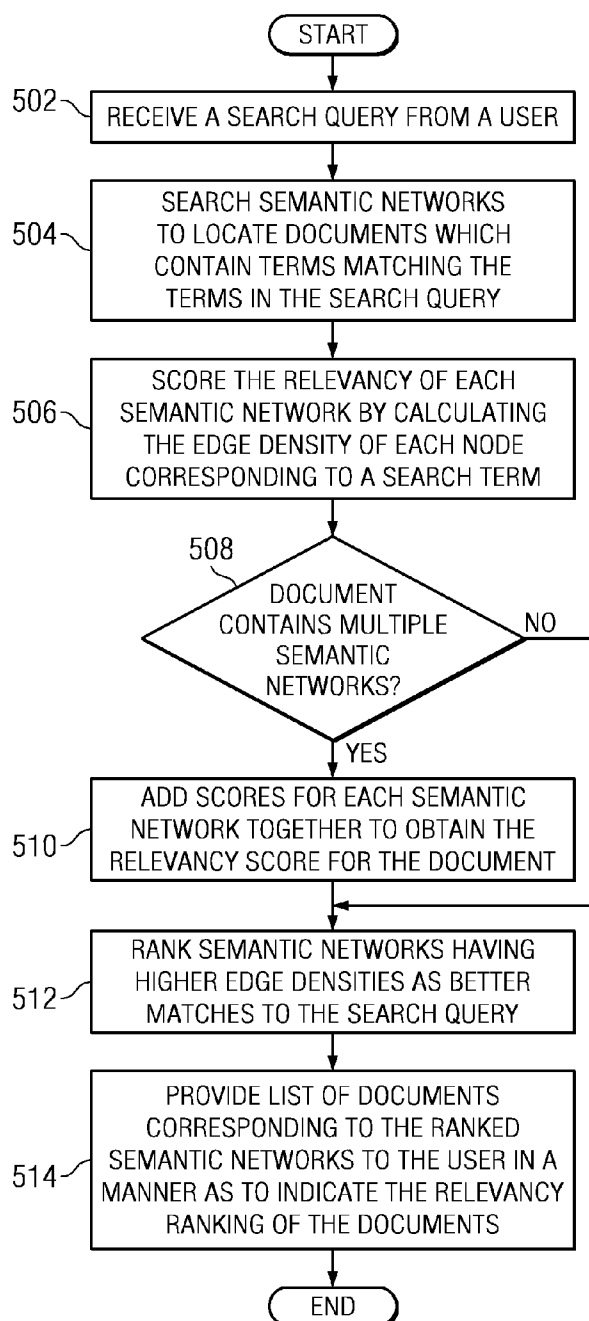 START
502
RECEIVE A SEARCH QUERY FROM A USER
504
SEARCH SEMANTIC NETWORKS
TO LOCATE DOCUMENTS WHICH
CONTAIN TERMS MATCHING THE
TERMS IN THE SEARCH QUERY
506
SCORE THE RELEVANCY OF EACH
SEMANTIC NETWORK BY CALCULATING
THE EDGE DENSITY OF EACH NODE
CORRESPONDING TO A SEARCH TERM
508
DOCUMENT
CONTAINS MULTIPLE
SEMANTIC
NETWORKS?
NO
YES
510
ADD SCORES FOR EACH SEMANTIC
NETWORK TOGETHER TO OBTAIN THE
RELEVANCY SCORE FOR THE DOCUMENT
512
RANK SEMANTIC NETWORKS HAVING
HIGHER EDGE DENSITIES AS BETTER
MATCHES TO THE SEARCH QUERY
514
PROVIDE LIST OF DOCUMENTS
CORRESPONDING TO THE RANKED
SEMANTIC NETWORKS TO THE USER IN A
MANNER AS TO INDICATE THE RELEVANCY
RANKING OF THE DOCUMENTS
END